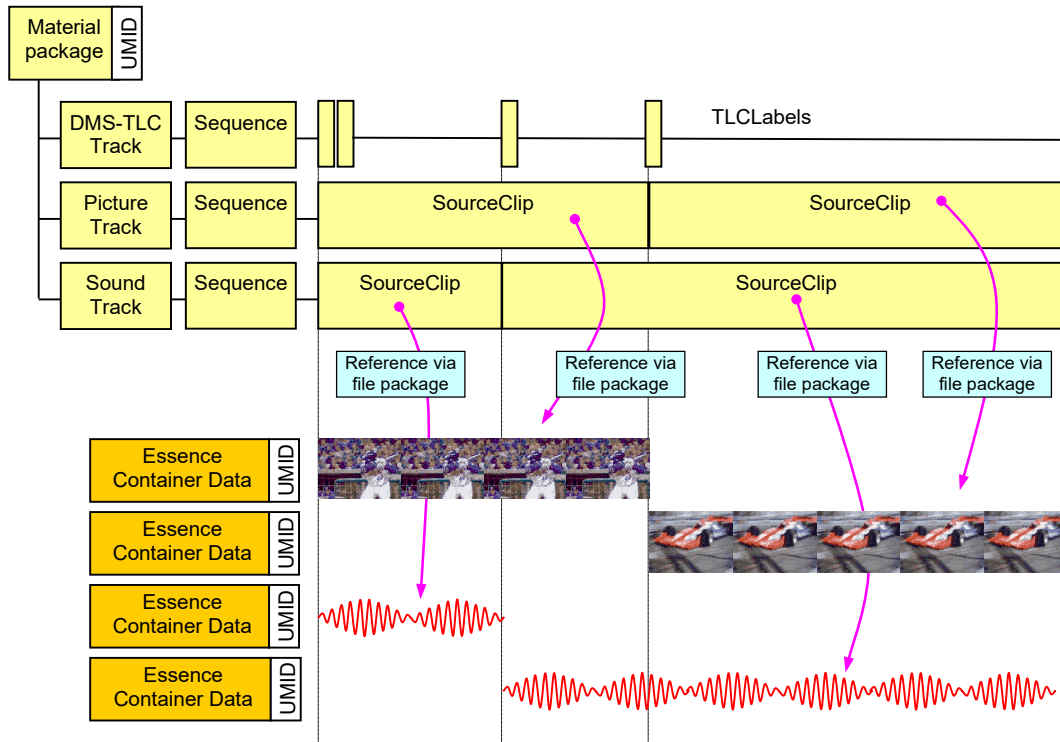 Material
package
UMID
DMS-TLC
Track
Sequence
TLCLabels
Picture
Track
Sequence
SourceClip
SourceClip
Sound
Track
Sequence
SourceClip
SourceClip
Reference via
file package
Reference via
file package
Reference via
file package
Reference via
file package
Essence
Container Data
UMID
Essence
Container Data
UMID
Essence
Container Data
UMID
Essence
Container Data
UMID